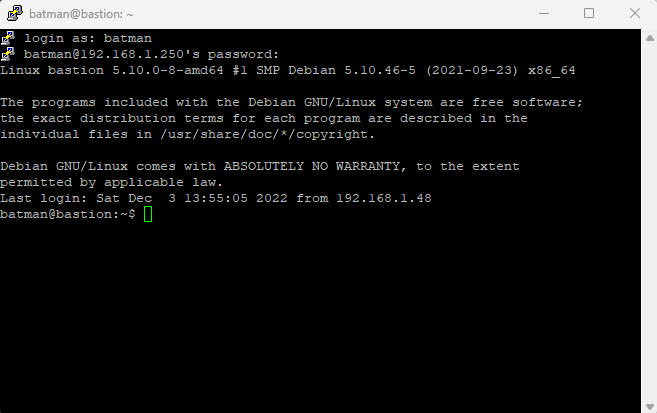 batman@bastion: ~
login as: batman
batman@192.168.1.250's password:
Linux bastion 5.10.0-8-amd64 #1 SMP Debian 5.10.46-5 (2021-09-23) x86_64
The programs included with the Debian GNU/Linux system are free software;
the exact distribution terms for each program are described in the
individual files in /usr/share/doc/*/copyright.
Debian GNU/Linux comes with ABSOLUTELY NO WARRANTY, to the extent
permitted by applicable law.
Last login: Sat Dec  3 13:55:05 2022 from 192.168.1.48
batman@bastion:~$